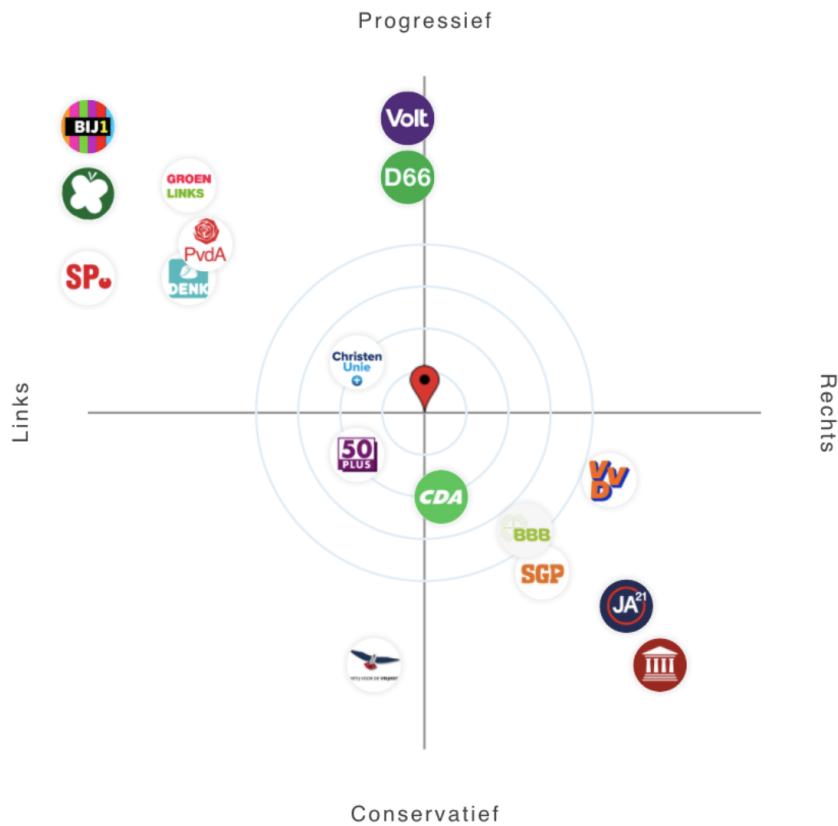 Progressief
BIJ1
Volt
GROEN
LINKS
D66
PvdA
SP
DENK
Christen
Unie
Links
Rechts
50
PLUS
VVD
CDA
BBB
SGP
JA21
Conservatief